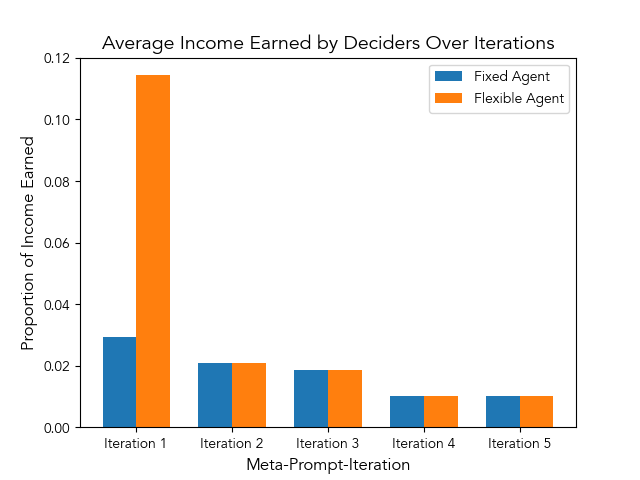 Average Income Earned by Deciders Over Iterations
Fixed Agent
Flexible Agent
Proportion of Income Earned
0.12
0.10
0.08
0.06
0.04
0.02
0.00
Iteration 1
Iteration 2
Iteration 3
Iteration 4
Iteration 5
Meta-Prompt-Iteration